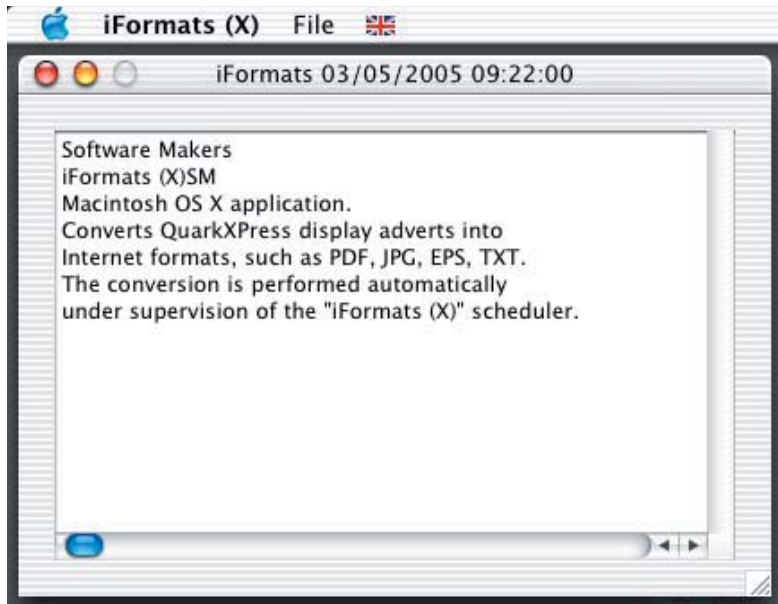 iFormats (X) File
iFormats 03/05/2005 09:22:00
Software Makers
iFormats (X)SM
Macintosh OS X application.
Converts QuarkXPress display adverts into
Internet formats, such as PDF, JPG, EPS, TXT.
The conversion is performed automatically
under supervision of the "iFormats (X)" scheduler.